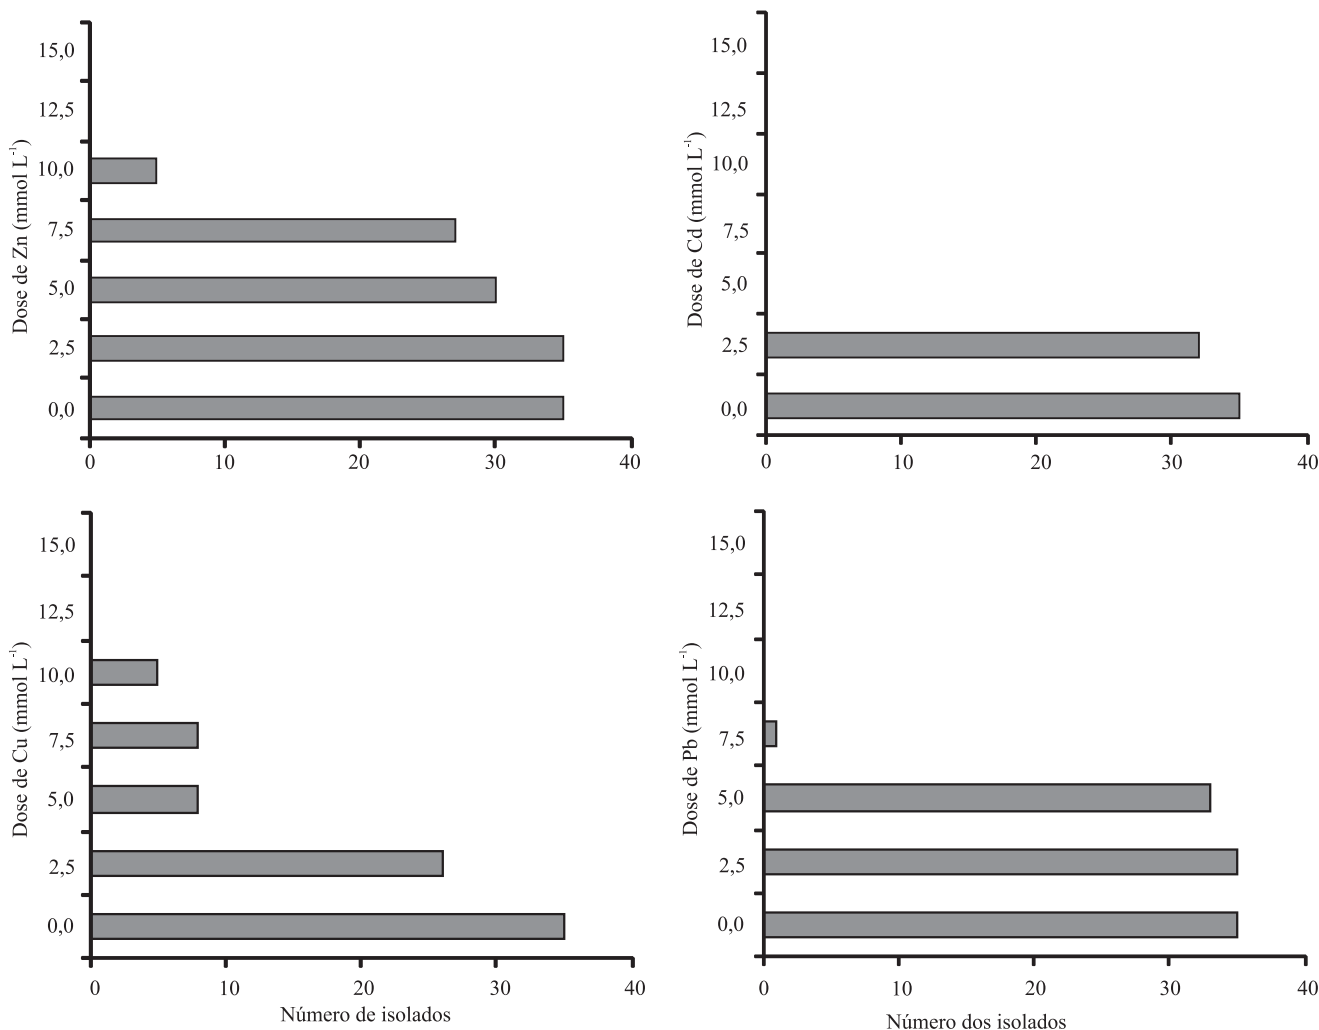 Dose de Zn (mmol L⁻¹)
15,0
12,5
10,0
7,5
5,0
2,5
0,0
0 10 20 30 40
Dose de Cd (mmol L⁻¹)
15,0
12,5
10,0
7,5
5,0
2,5
0,0
0 10 20 30 40
Dose de Cu (mmol L⁻¹)
15,0
12,5
10,0
7,5
5,0
2,5
0,0
0 10 20 30 40
Número de isolados
Dose de Pb (mmol L⁻¹)
15,0
12,5
10,0
7,5
5,0
2,5
0,0
0 10 20 30 40
Número dos isolados